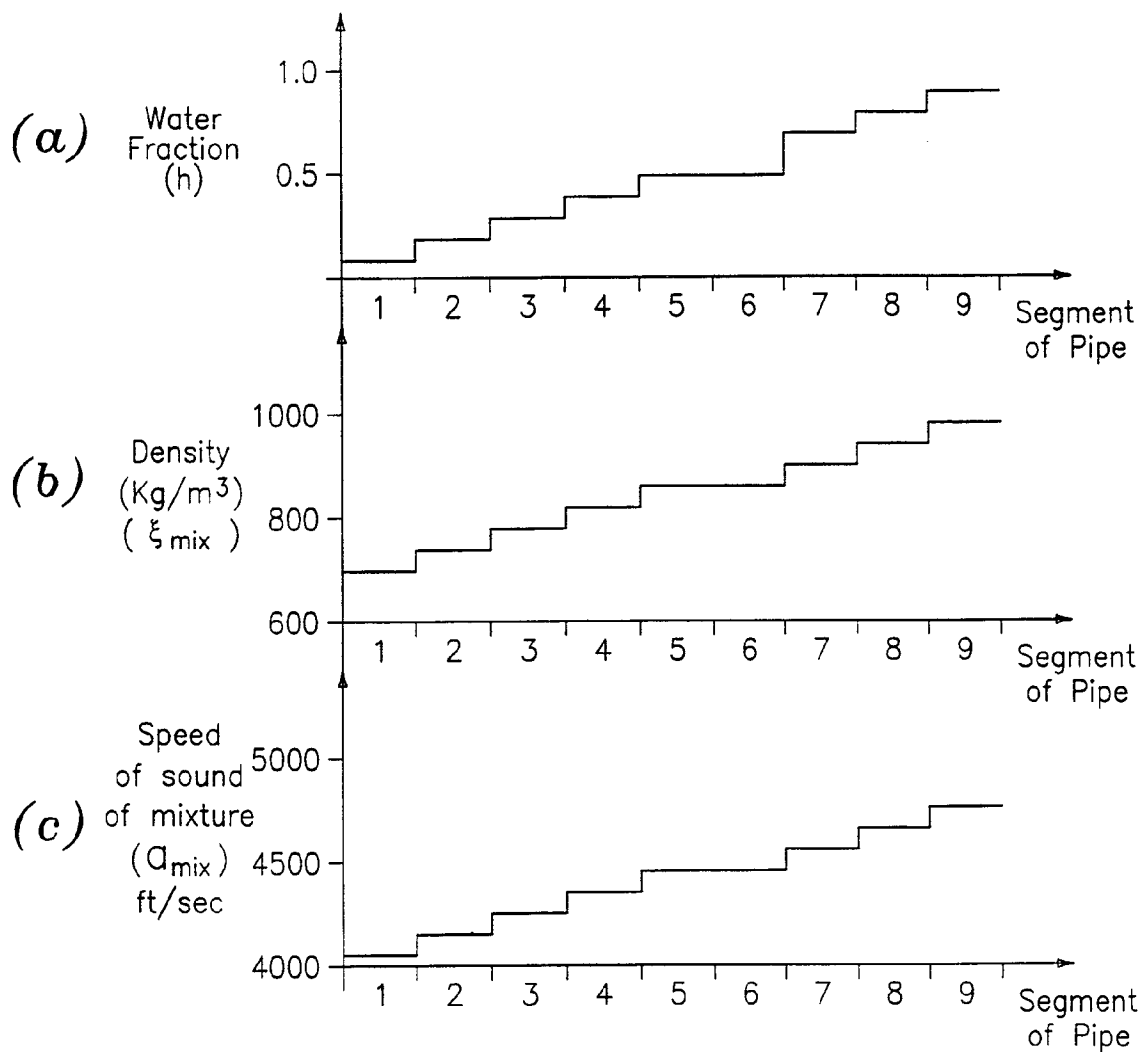 (a)
Water
Fraction
(h)
1.0
0.5
1 2 3 4 5 6 7 8 9
Segment
of Pipe
(b)
Density
(Kg/m³)
( ξmix )
1000
800
600
1 2 3 4 5 6 7 8 9
Segment
of Pipe
(c)
Speed
of sound
of mixture
(amix)
ft/sec
5000
4500
4000
1 2 3 4 5 6 7 8 9
Segment
of Pipe